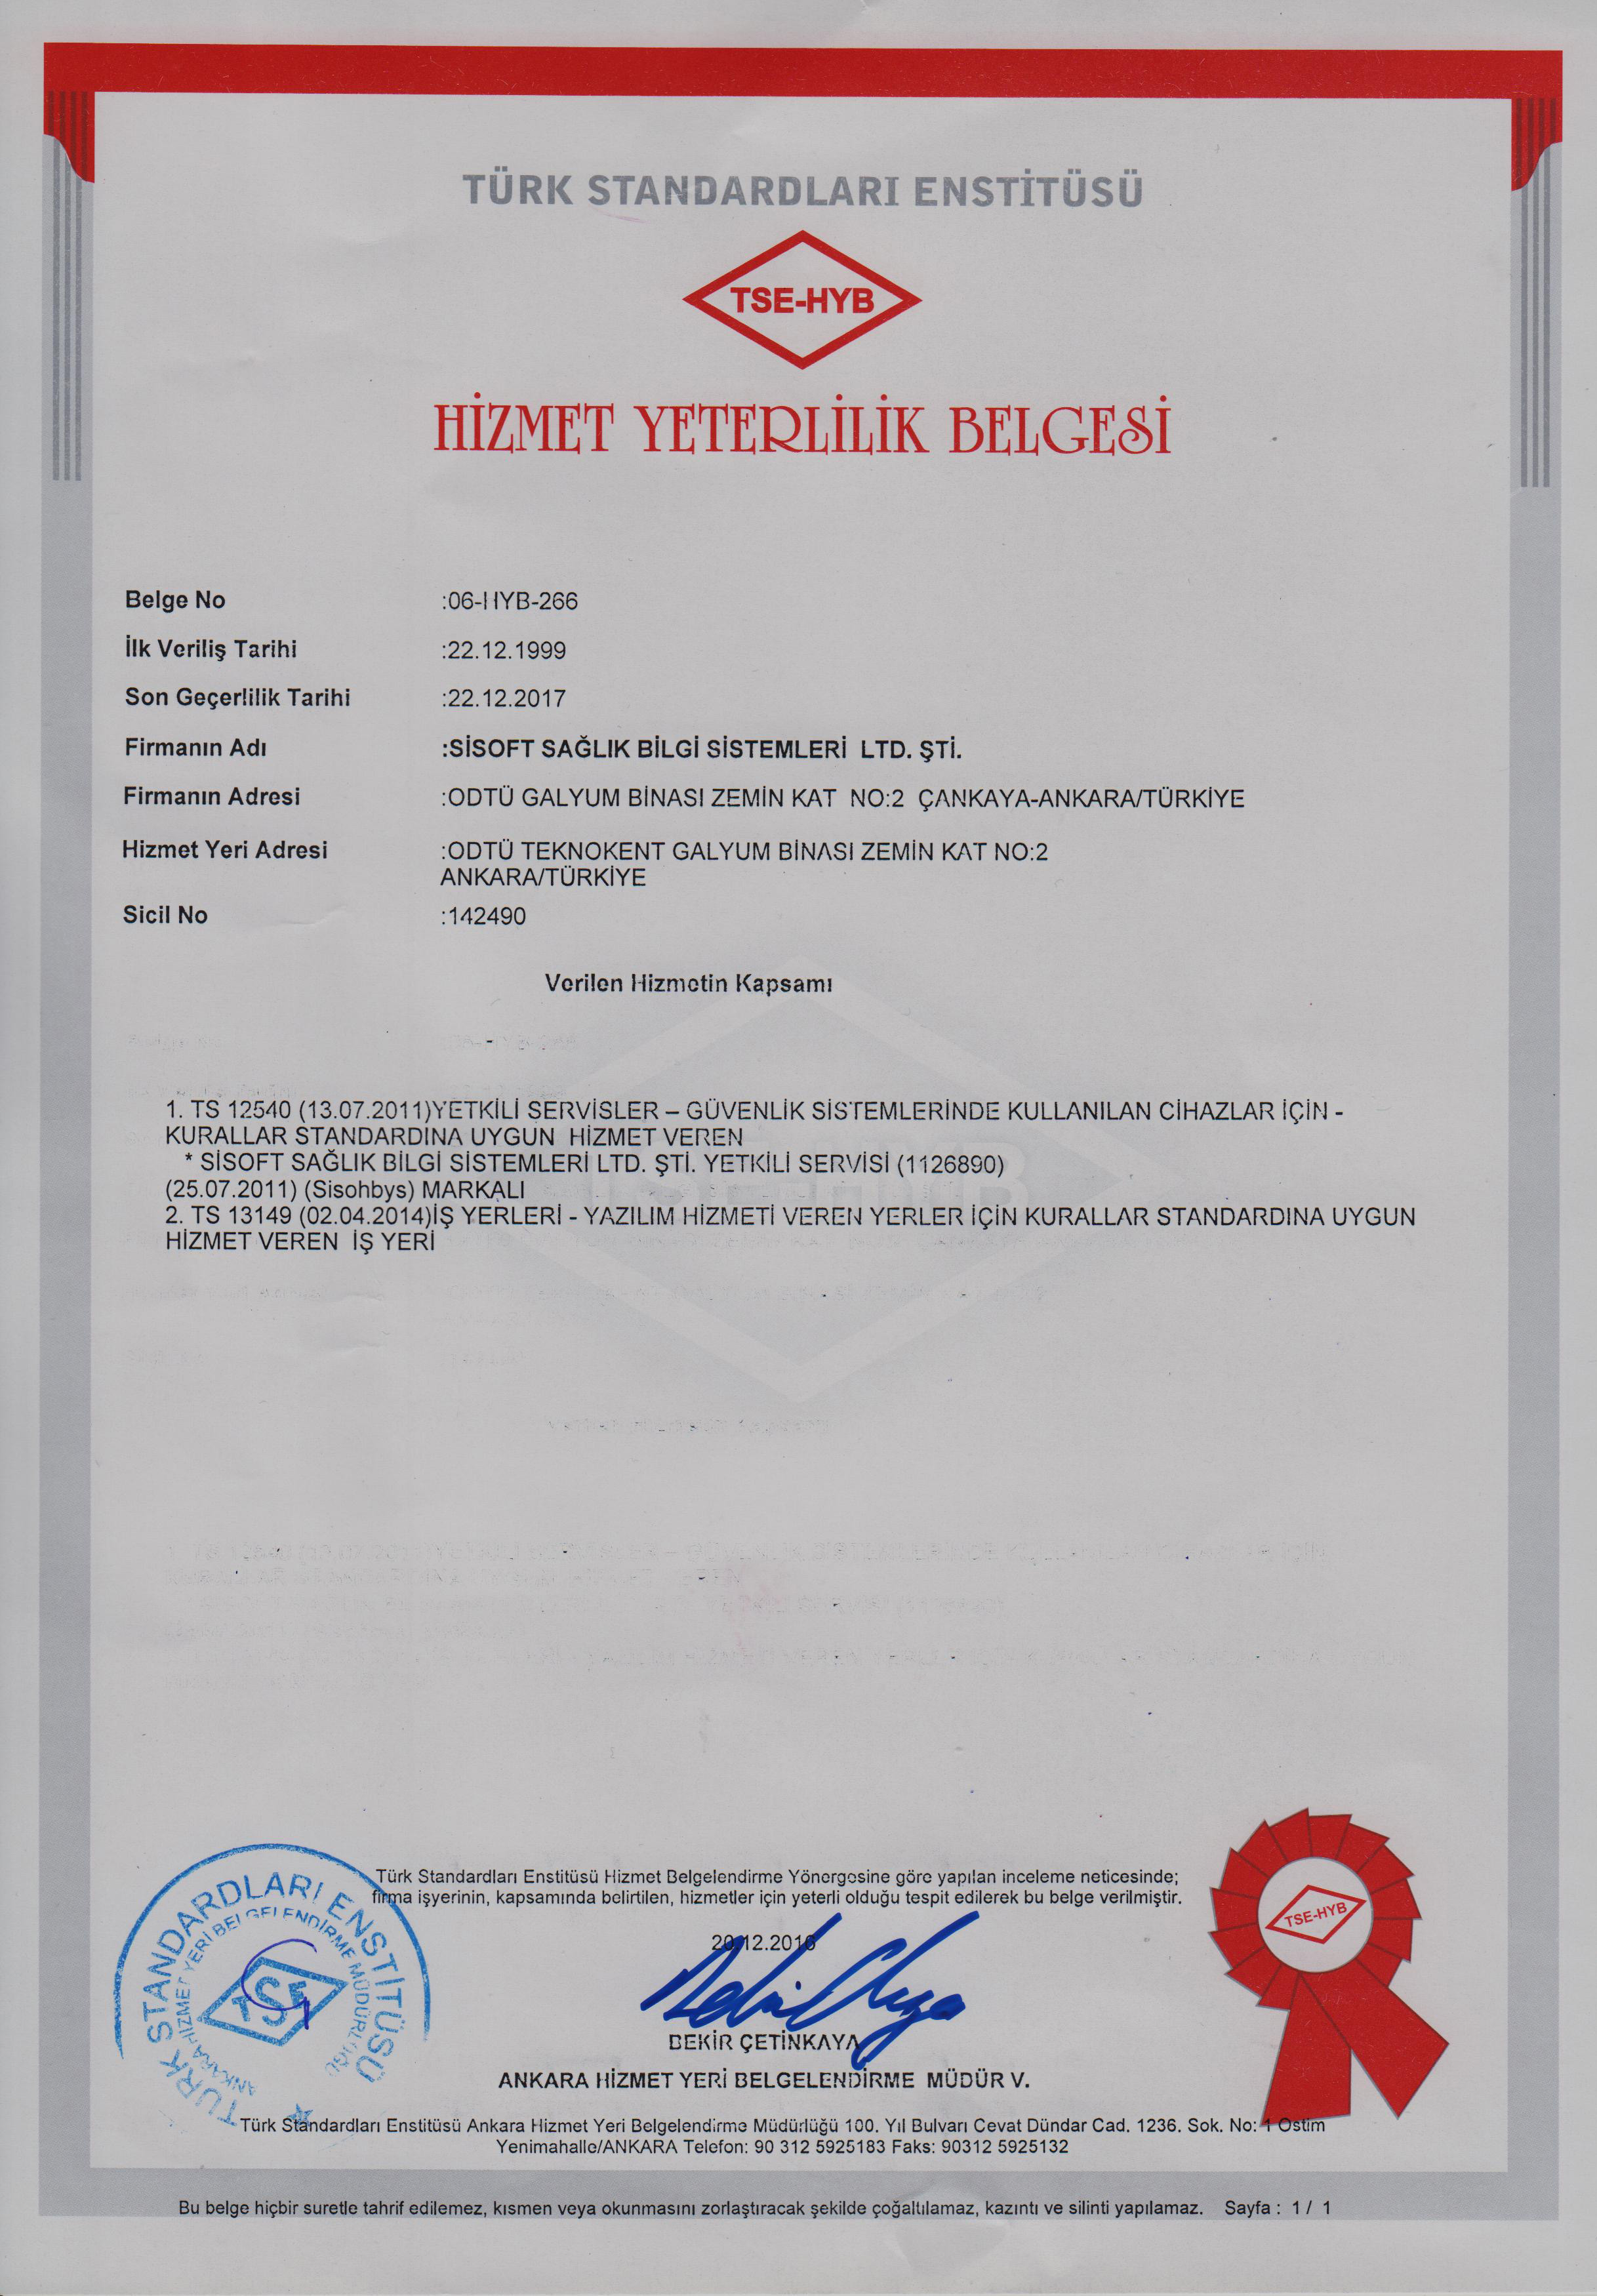 TÜRK STANDARDLARI ENSTİTÜSÜ
TSE-HYB
HİZMET YETERLİLİK BELGESİ
Belge No :06-HYB-266
İlk Veriliş Tarihi :22.12.1999
Son Geçerlilik Tarihi :22.12.2017
Firmanın Adı :SİSOFT SAĞLIK BİLGİ SİSTEMLERİ LTD. ŞTİ.
Firmanın Adresi :ODTÜ GALYUM BİNASI ZEMİN KAT NO:2 ÇANKAYA-ANKARA/TÜRKİYE
Hizmet Yeri Adresi :ODTÜ TEKNOKENT GALYUM BİNASI ZEMİN KAT NO:2
ANKARA/TÜRKİYE
Sicil No :142490
Verilen Hizmetin Kapsamı
1. TS 12540 (13.07.2011)YETKİLİ SERVİSLER – GÜVENLİK SİSTEMLERİNDE KULLANILAN CİHAZLAR İÇİN -
KURALLAR STANDARDINA UYGUN HİZMET VEREN
* SİSOFT SAĞLIK BİLGİ SİSTEMLERİ LTD. ŞTİ. YETKİLİ SERVİSİ (1126890)
(25.07.2011) (Sisohbys) MARKALI
2. TS 13149 (02.04.2014)İŞ YERLERİ - YAZILIM HİZMETİ VEREN YERLER İÇİN KURALLAR STANDARDINA UYGUN
HİZMET VEREN İŞ YERİ
Türk Standardları Enstitüsü Hizmet Belgelendirme Yönergesine göre yapılan inceleme neticesinde;
firma işyerinin, kapsamında belirtilen, hizmetler için yeterli olduğu tespit edilerek bu belge verilmiştir.
20.12.2016
BEKİR ÇETİNKAYA
ANKARA HİZMET YERİ BELGELENDİRME MÜDÜR V.
TÜRK STANDARDLARI ENSTİTÜSÜ
ANKARA HİZMET YERİ BELGELENDİRME MÜDÜRLÜĞÜ
TSE
TSE-HYB
Türk Standardları Enstitüsü Ankara Hizmet Yeri Belgelendirme Müdürlüğü 100. Yıl Bulvarı Cevat Dündar Cad. 1236. Sok. No: 1 Ostim
Yenimahalle/ANKARA Telefon: 90 312 5925183 Faks: 90312 5925132
Bu belge hiçbir suretle tahrif edilemez, kısmen veya okunmasını zorlaştıracak şekilde çoğaltılamaz, kazıntı ve silinti yapılamaz. Sayfa : 1 / 1